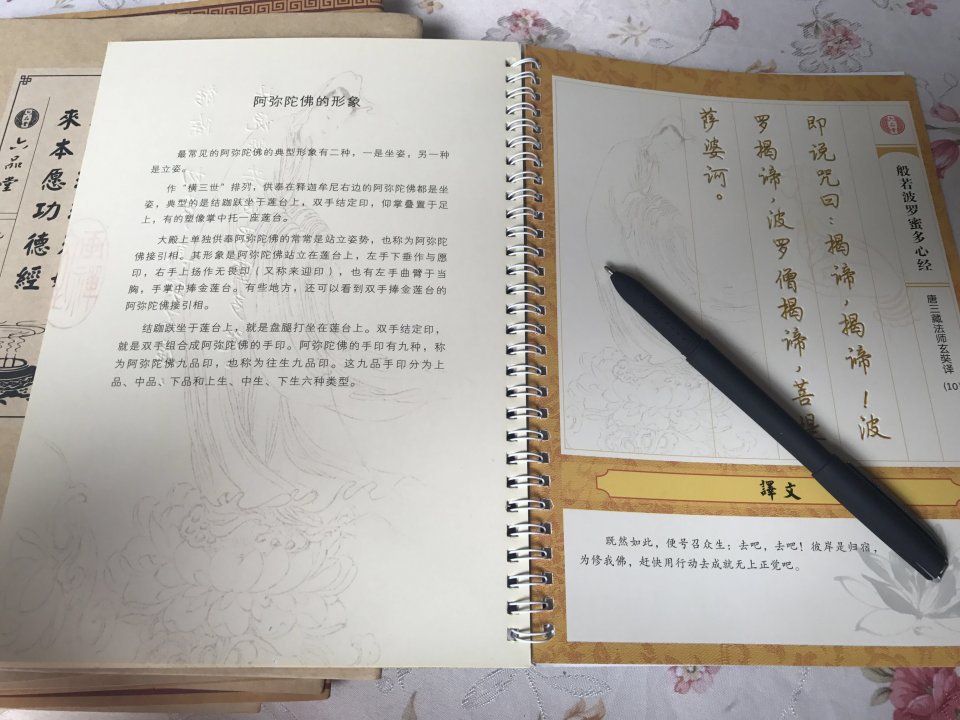 六品堂
來
本愿功德經
阿弥陀佛的形象
最常见的阿弥陀佛的典型形象有二种，一是坐姿，另一种
是立姿。
作“横三世”排列，供奉在释迦牟尼右边的阿弥陀佛都是坐
姿，典型的是结跏趺坐于莲台上，双手结定印，仰掌叠置于足
上，有的塑像掌中托一座莲台。
大殿上单独供奉阿弥陀佛的常常是站立姿势，也称为阿弥陀
佛接引相。其形象是阿弥陀佛站立在莲台上，左手下垂作与愿
印，右手上扬作无畏印（又称来迎印），也有左手曲臂于当
胸，手掌中捧金莲台。有些地方，还可以看到双手捧金莲台的
阿弥陀佛接引相。
结跏趺坐于莲台上，就是盘腿打坐在莲台上。双手结定印，
就是双手组合成阿弥陀佛的手印。阿弥陀佛的手印有九种，称
为阿弥陀佛九品印，也称为往生九品印。这九品手印分为上
品、中品、下品和上生、中生、下生六种类型。
般若波罗蜜多心经
唐三藏法师玄奘译
(10
即说咒曰：揭谛，揭谛！波
罗揭谛，波罗僧揭谛，菩提
萨婆诃。
譯文
既然如此，便号召众生：去吧，去吧！彼岸是归宿，
为修我佛，赶快用行动去成就无上正觉吧。